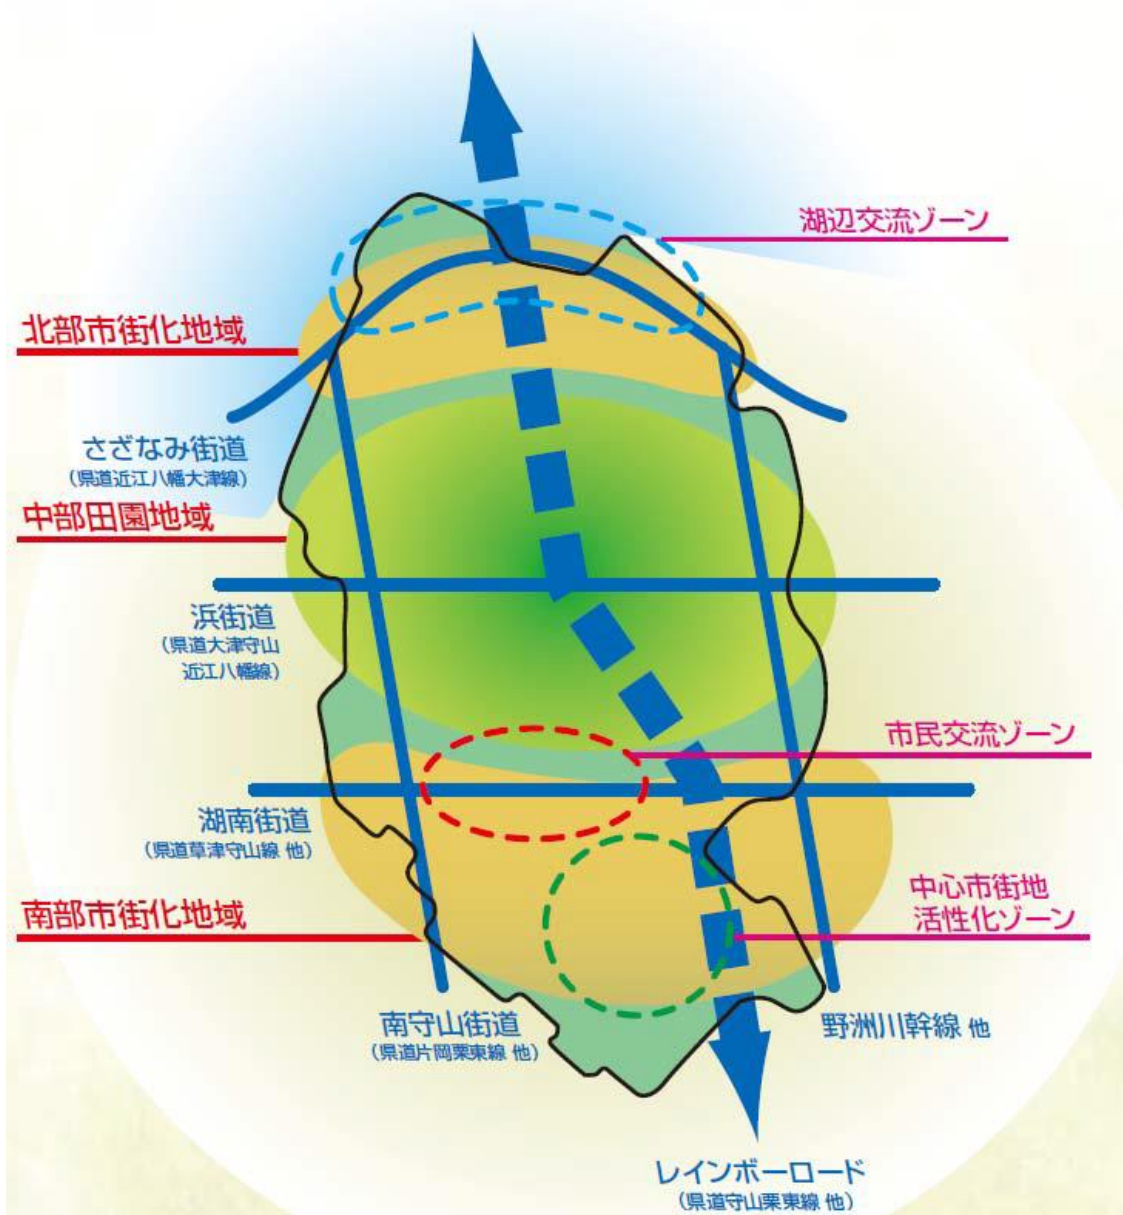 湖辺交流ゾーン
北部市街化地域
さざなみ街道
(県道近江八幡大津線)
中部田園地域
浜街道
(県道大津守山
近江八幡線)
市民交流ゾーン
湖南街道
(県道草津守山線 他)
中心市街地
活性化ゾーン
南部市街化地域
南守山街道
(県道片岡栗東線 他)
野洲川幹線 他
レインボーロード
(県道守山栗東線 他)